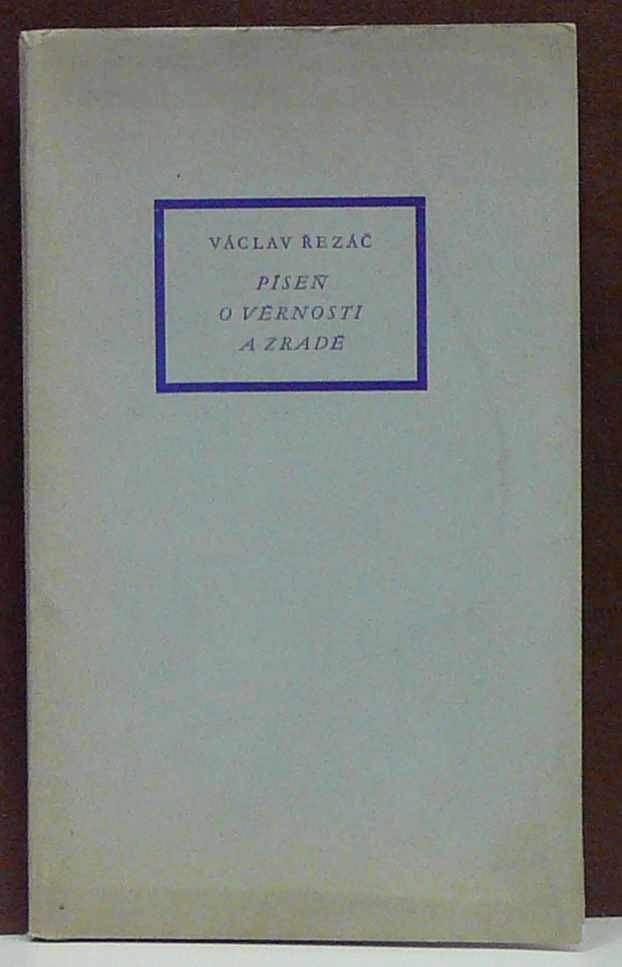 VÁCLAV ŘEZÁČ
PÍSEŇ
O VĚRNOSTI
A ZRADĚ